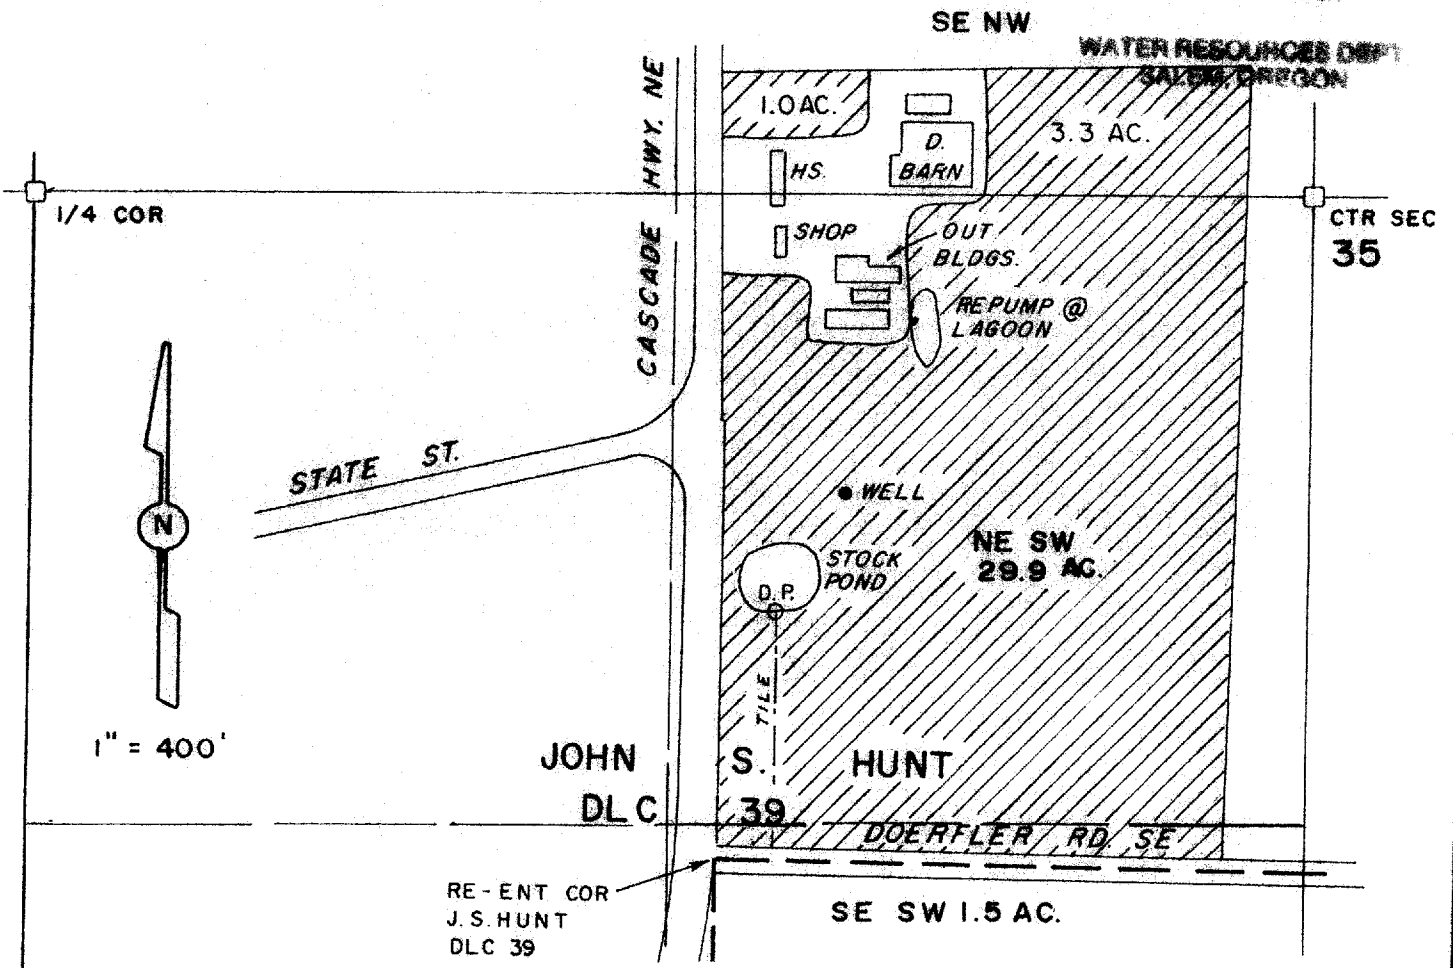 SE NW
WATER RESOURCES DEPT
SALEM, OREGON
CASCADE HWY. NE
1.0 AC.
3.3 AC.
D.
BARN
HS.
1/4 COR
CTR SEC
35
SHOP
OUT
BLDGS.
REPUMP @
LAGOON
STATE ST.
N
WELL
NE SW
29.9 AC.
STOCK
POND
D.P.
TILE
1" = 400'
JOHN S. HUNT
DLC 39
DOERFLER RD. SE
RE-ENT COR
J.S. HUNT
DLC 39
SE SW 1.5 AC.